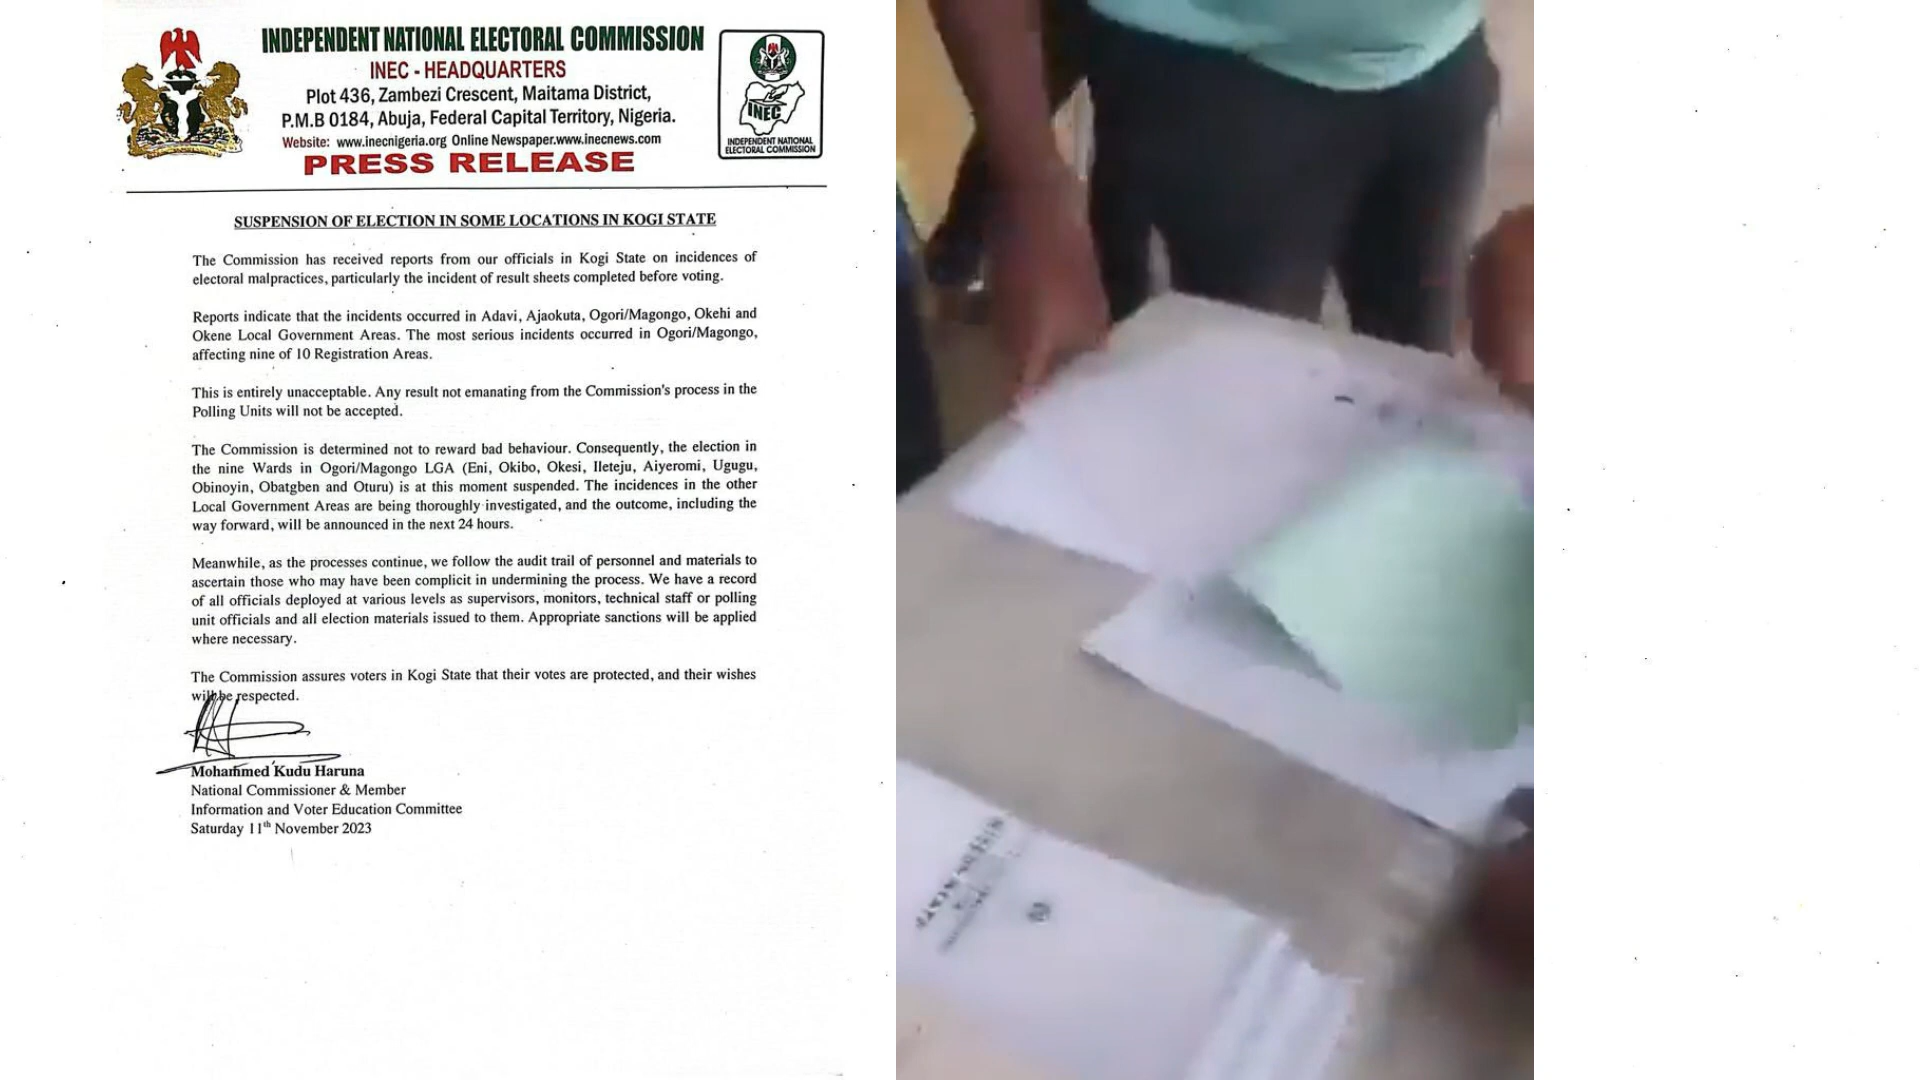 INDEPENDENT NATIONAL ELECTORAL COMMISSION
INEC - HEADQUARTERS
Plot 436, Zambezi Crescent, Maitama District,
P.M.B 0184, Abuja, Federal Capital Territory, Nigeria.
Website: www.inecnigeria.org Online Newspaper.www.inecnews.com
PRESS RELEASE
INEC
INDEPENDENT NATIONAL
ELECTORAL COMMISSION
SUSPENSION OF ELECTION IN SOME LOCATIONS IN KOGI STATE
The Commission has received reports from our officials in Kogi State on incidences of
electoral malpractices, particularly the incident of result sheets completed before voting.
Reports indicate that the incidents occurred in Adavi, Ajaokuta, Ogori/Magongo, Okehi and
Okene Local Government Areas. The most serious incidents occurred in Ogori/Magongo,
affecting nine of 10 Registration Areas.
This is entirely unacceptable. Any result not emanating from the Commission's process in the
Polling Units will not be accepted.
The Commission is determined not to reward bad behaviour. Consequently, the election in
the nine Wards in Ogori/Magongo LGA (Eni, Okibo, Okesi, Ileteju, Aiyeromi, Ugugu,
Obinoyin, Obatgben and Oturu) is at this moment suspended. The incidences in the other
Local Government Areas are being thoroughly investigated, and the outcome, including the
way forward, will be announced in the next 24 hours.
Meanwhile, as the processes continue, we follow the audit trail of personnel and materials to
ascertain those who may have been complicit in undermining the process. We have a record
of all officials deployed at various levels as supervisors, monitors, technical staff or polling
unit officials and all election materials issued to them. Appropriate sanctions will be applied
where necessary.
The Commission assures voters in Kogi State that their votes are protected, and their wishes
will be respected.
Mohammed Kudu Haruna
National Commissioner & Member
Information and Voter Education Committee
Saturday 11th November 2023